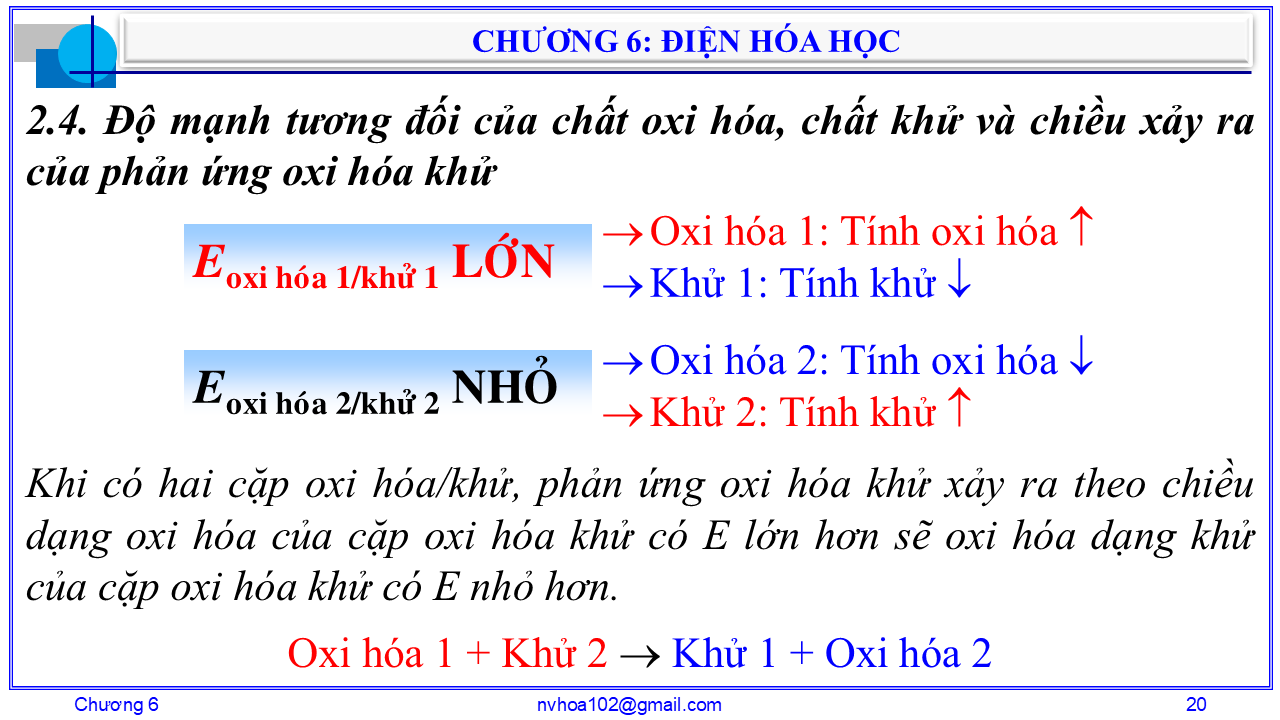 CHƯƠNG 6: ĐIỆN HÓA HỌC
2.4. Độ mạnh tương đối của chất oxi hóa, chất khử và chiều xảy ra
của phản ứng oxi hóa khử
E oxi hóa 1/khử 1 LỚN
→ Oxi hóa 1: Tính oxi hóa ↑
→ Khử 1: Tính khử ↓
E oxi hóa 2/khử 2 NHỎ
→ Oxi hóa 2: Tính oxi hóa ↓
→ Khử 2: Tính khử ↑
Khi có hai cặp oxi hóa/khử, phản ứng oxi hóa khử xảy ra theo chiều
dạng oxi hóa của cặp oxi hóa khử có E lớn hơn sẽ oxi hóa dạng khử
của cặp oxi hóa khử có E nhỏ hơn.
Oxi hóa 1 + Khử 2 → Khử 1 + Oxi hóa 2
Chương 6
nvhoa102@gmail.com
20